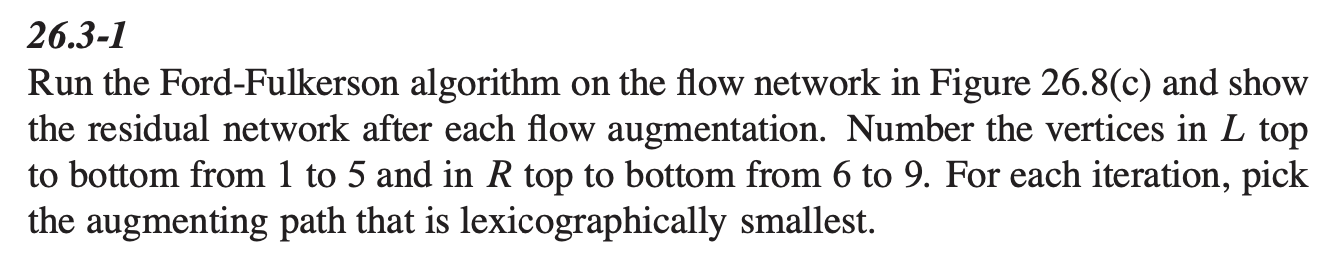 26.3-1
Run the Ford-Fulkerson algorithm on the flow network in Figure 26.8(c) and show
the residual network after each flow augmentation. Number the vertices in L top
to bottom from 1 to 5 and in R top to bottom from 6 to 9. For each iteration, pick
the augmenting path that is lexicographically smallest.